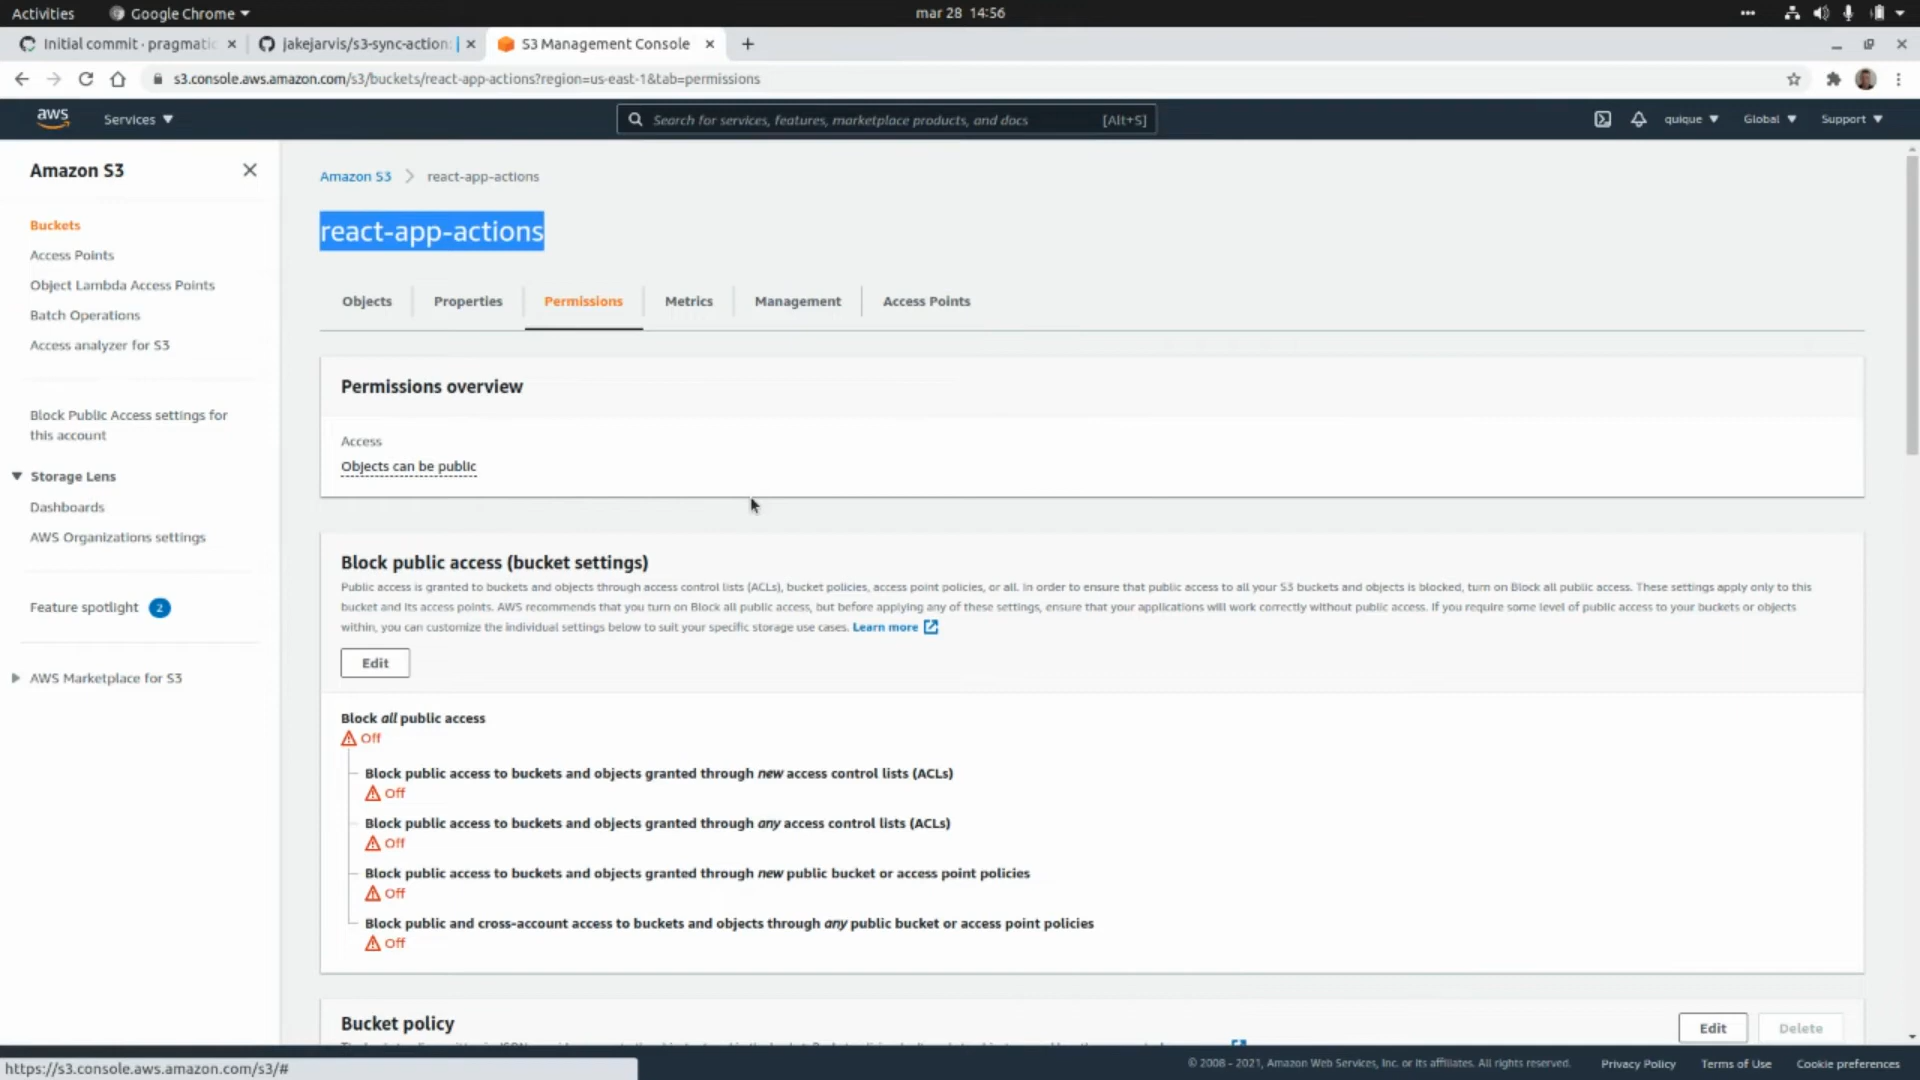 Activities
Google Chrome
mar 28 14:56
Initial commit · pragmatic
jakejarvis/s3-sync-action:
S3 Management Console
s3.console.aws.amazon.com/s3/buckets/react-app-actions?region=us-east-1&tab=permissions
aws
Services
Search for services, features, marketplace products, and docs
[Alt+S]
quique
Global
Support
Amazon S3
Buckets
Access Points
Object Lambda Access Points
Batch Operations
Access analyzer for S3
Block Public Access settings for
this account
Storage Lens
Dashboards
AWS Organizations settings
Feature spotlight 2
AWS Marketplace for S3
Amazon S3 > react-app-actions
react-app-actions
Objects
Properties
Permissions
Metrics
Management
Access Points
Permissions overview
Access
Objects can be public
Block public access (bucket settings)
Public access is granted to buckets and objects through access control lists (ACLs), bucket policies, access point policies, or all. In order to ensure that public access to all your S3 buckets and objects is blocked, turn on Block all public access. These settings apply only to this
bucket and its access points. AWS recommends that you turn on Block all public access, but before applying any of these settings, ensure that your applications will work correctly without public access. If you require some level of public access to your buckets or objects
within, you can customize the individual settings below to suit your specific storage use cases. Learn more
Edit
Block all public access
Off
Block public access to buckets and objects granted through new access control lists (ACLs)
Off
Block public access to buckets and objects granted through any access control lists (ACLs)
Off
Block public access to buckets and objects granted through new public bucket or access point policies
Off
Block public and cross-account access to buckets and objects through any public bucket or access point policies
Off
Bucket policy
Edit
Delete
https://s3.console.aws.amazon.com/s3/#
© 2008 - 2021, Amazon Web Services, Inc. or its affiliates. All rights reserved.
Privacy Policy
Terms of Use
Cookie preferences